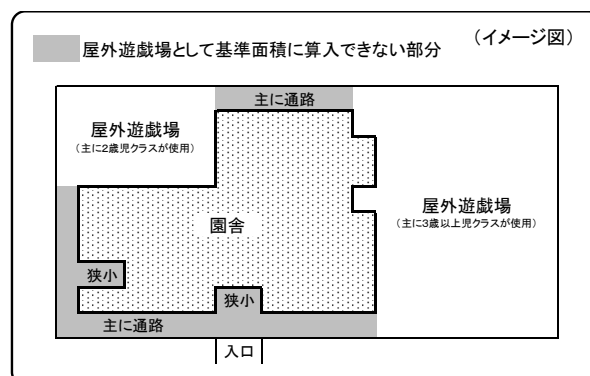 (イメージ図)
屋外遊戯場として基準面積に算入できない部分
主に通路
屋外遊戯場
(主に2歳児クラスが使用)
屋外遊戯場
(主に3歳以上児クラスが使用)
園舎
狭小
狭小
主に通路
入口